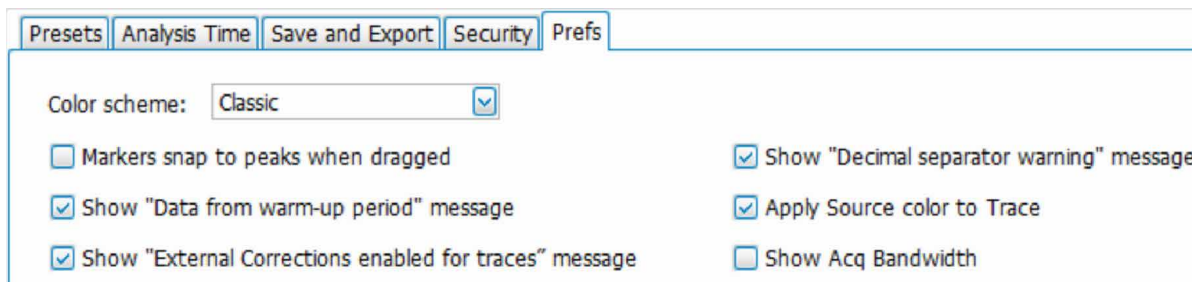 Presets Analysis Time Save and Export Security Prefs
Color scheme: Classic
Markers snap to peaks when dragged
Show "Decimal separator warning" message
Show "Data from warm-up period" message
Apply Source color to Trace
Show "External Corrections enabled for traces” message
Show Acq Bandwidth